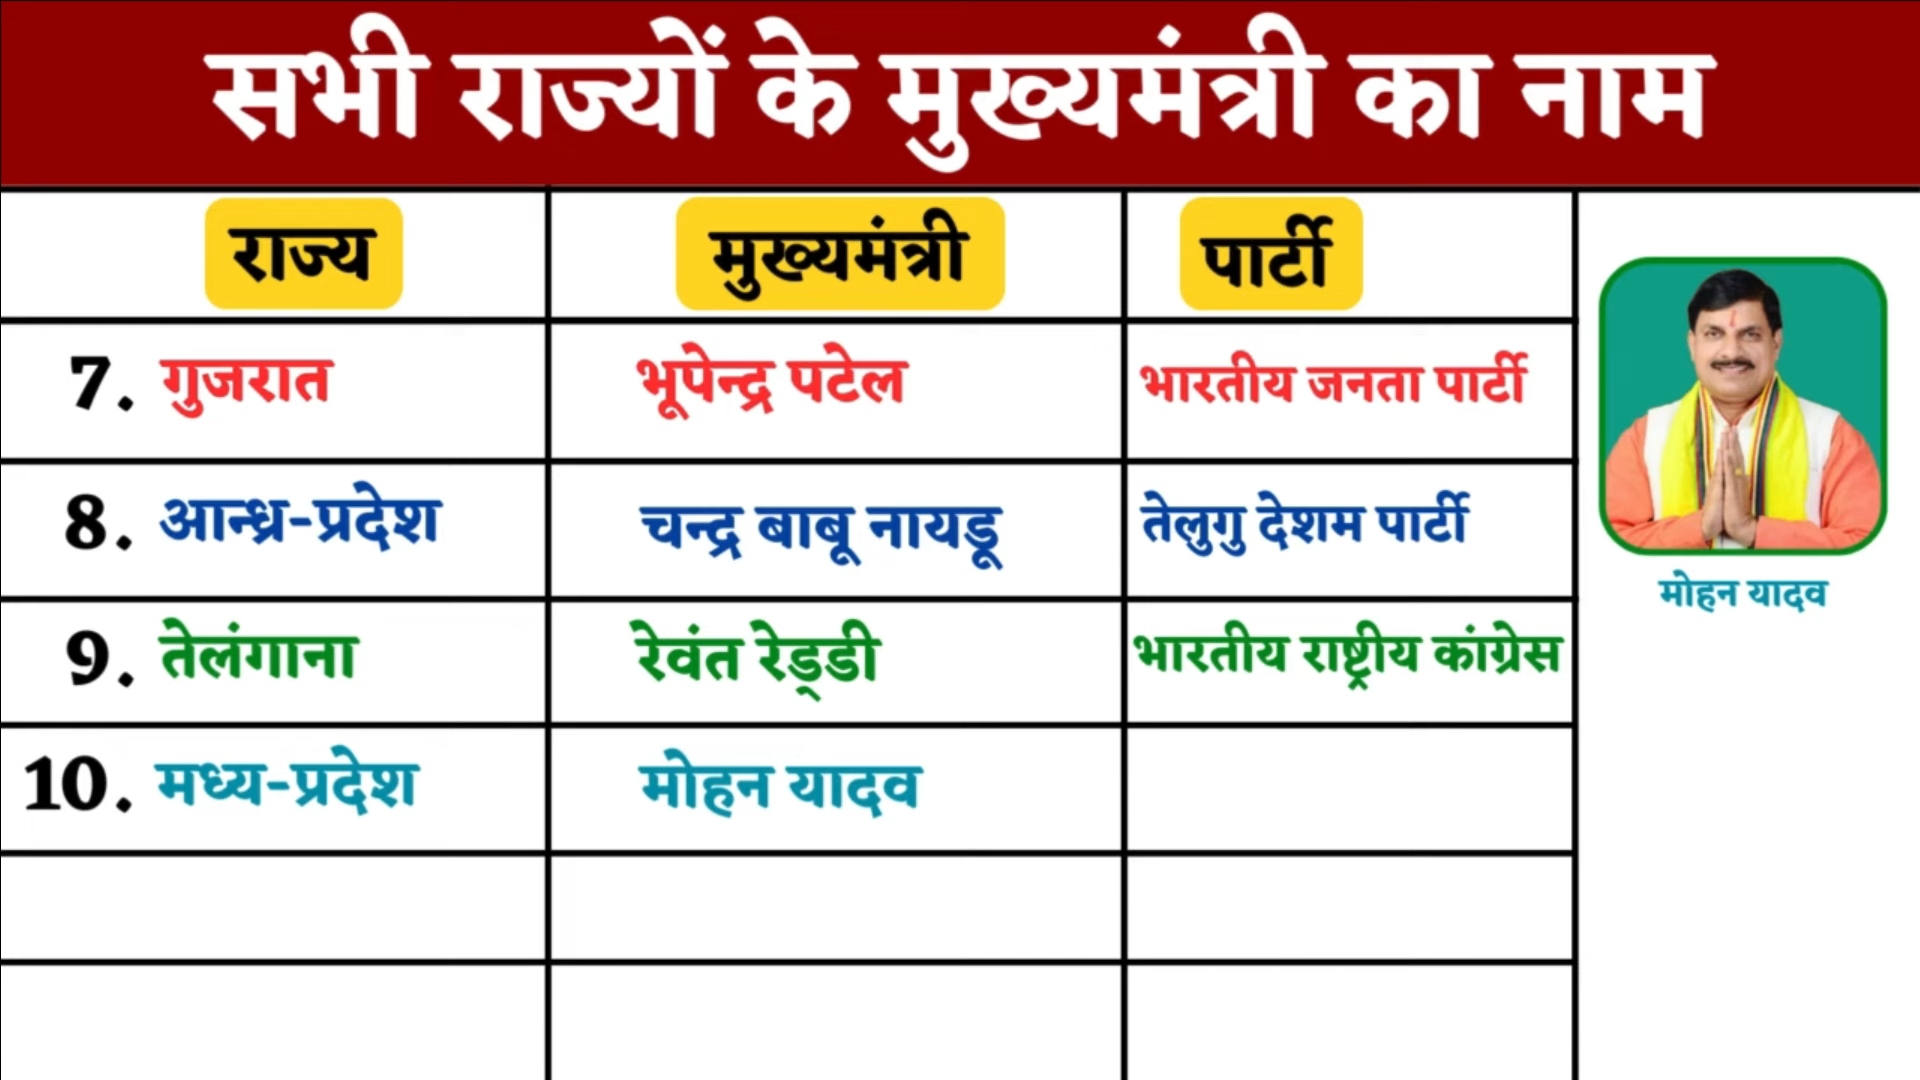 सभी राज्यों के मुख्यमंत्री का नाम
राज्य मुख्यमंत्री पार्टी
7. गुजरात भूपेन्द्र पटेल भारतीय जनता पार्टी
8. आन्ध्र-प्रदेश चन्द्र बाबू नायडू तेलुगु देशम पार्टी
मोहन यादव
9. तेलंगाना रेवंत रेड्डी भारतीय राष्ट्रीय कांग्रेस
10. मध्य-प्रदेश मोहन यादव